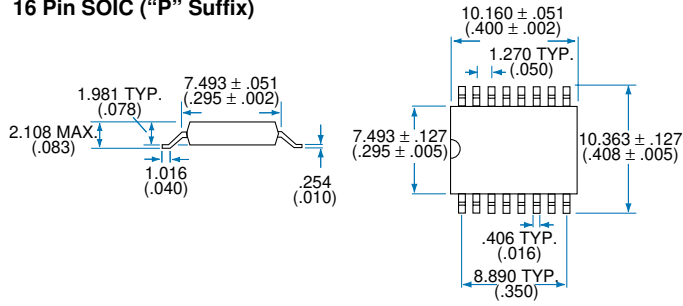 16 Pin SOIC (“P” Suffix)
10.160 ± .051
(.400 ± .002)
1.270 TYP.
(.050)
1.981 TYP.
(.078)
7.493 ± .051
(.295 ± .002)
2.108 MAX.
(.083)
7.493 ± .127
(.295 ± .005)
10.363 ± .127
(.408 ± .005)
1.016
(.040)
.254
(.010)
.406 TYP.
(.016)
8.890 TYP.
(.350)